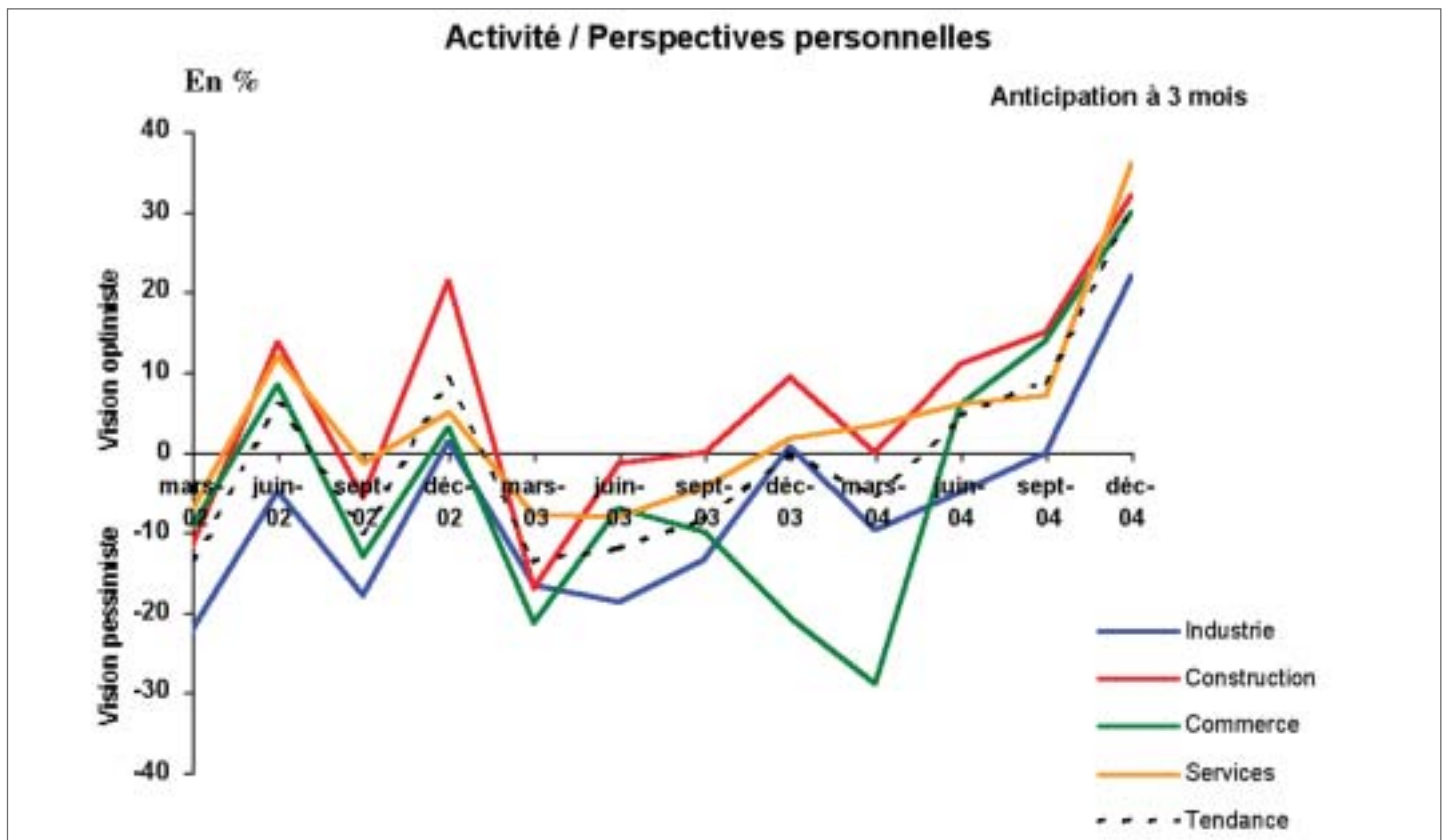 Activité / Perspectives personnelles
En %
Anticipation à 3 mois
40
30
20
10
0
-10
-20
-30
-40
Vision optimiste
Vision pessimiste
mars-02
juin-02
sept-02
déc-02
mars-03
juin-03
sept-03
déc-03
mars-04
juin-04
sept-04
déc-04
Industrie
Construction
Commerce
Services
Tendance